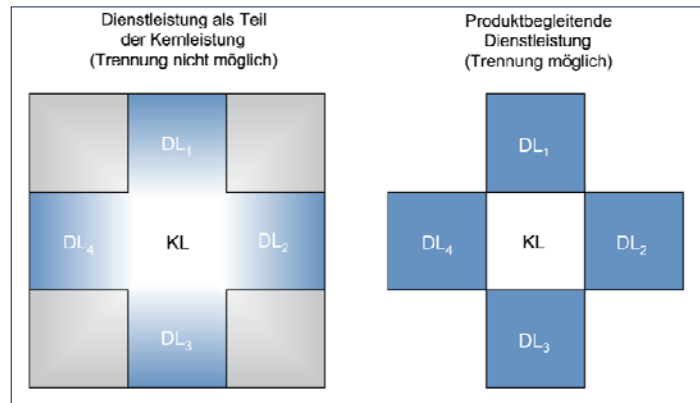 Dienstleistung als Teil
der Kernleistung
(Trennung nicht möglich)
Produktbegleitende
Dienstleistung
(Trennung möglich)
DL₁
DL₄ KL DL₂
DL₃
DL₁
DL₄ KL DL₂
DL₃